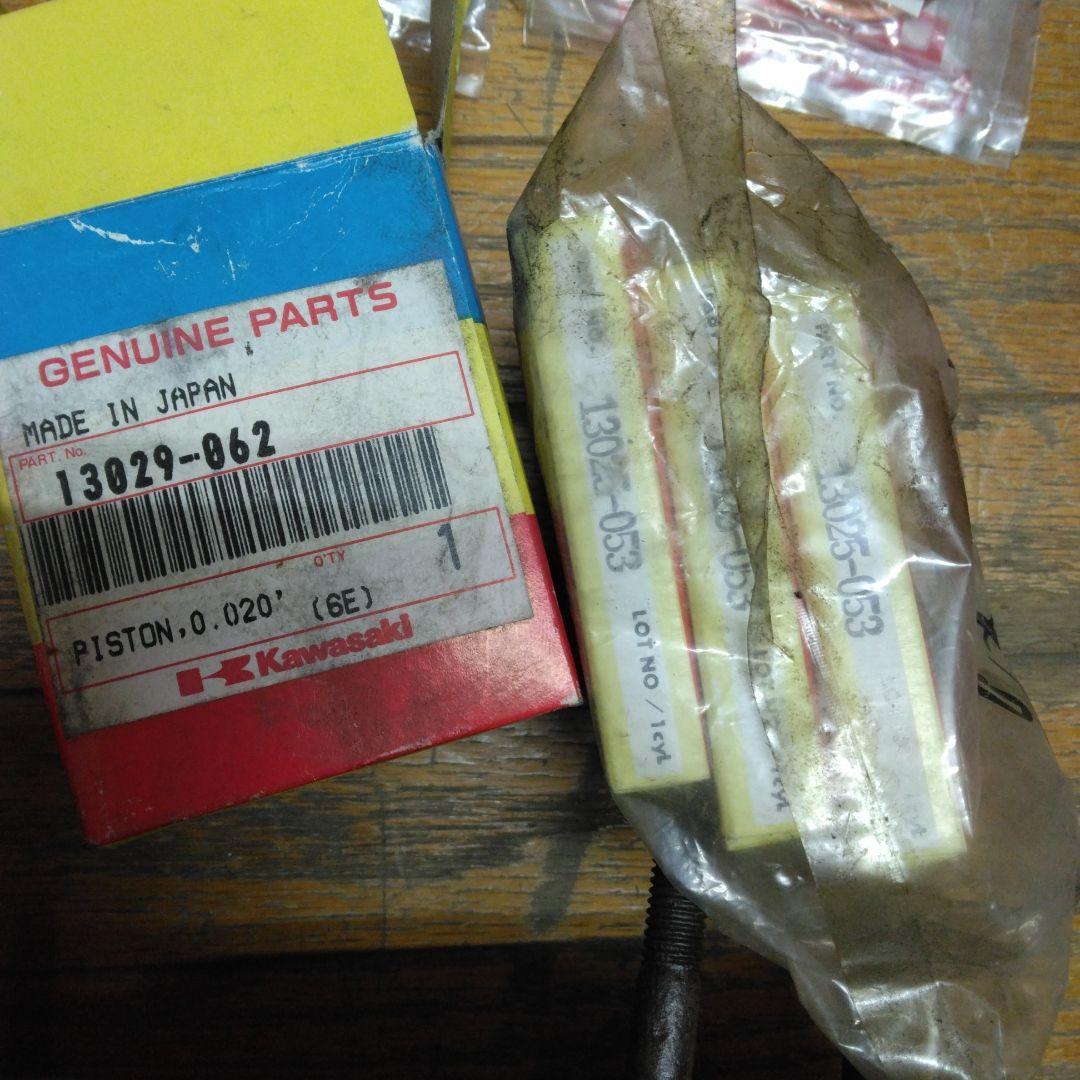 GENUINE PARTS
MADE IN JAPAN
PART. No.
13029-062
Q'TY
1
PISTON,0.020' (6E)
Kawasaki
13025-053
LOT NO / 1cyl
-053
PART NO.
13025-053